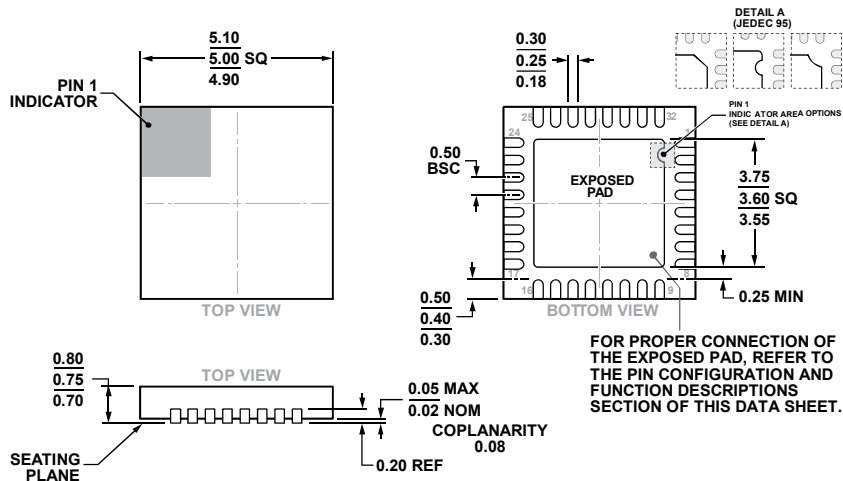 DETAIL A
(JEDEC 95)
5.10
5.00 SQ
4.90
0.30
0.25
0.18
PIN 1
INDICATOR
PIN 1
INDIC ATOR AREA OPTIONS
(SEE DETAIL A)
25
32
24
1
0.50
BSC
EXPOSED
PAD
3.75
3.60 SQ
3.55
17
8
16
9
0.25 MIN
0.50
0.40
0.30
TOP VIEW
BOTTOM VIEW
FOR PROPER CONNECTION OF
THE EXPOSED PAD, REFER TO
THE PIN CONFIGURATION AND
FUNCTION DESCRIPTIONS
SECTION OF THIS DATA SHEET.
0.80
0.75
0.70
TOP VIEW
0.05 MAX
0.02 NOM
COPLANARITY
0.08
SEATING
PLANE
0.20 REF